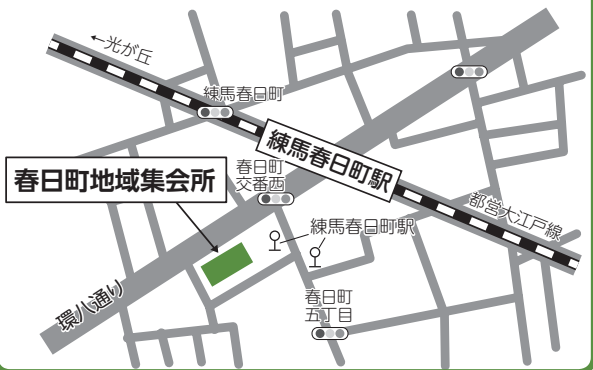 ←光が丘
練馬春日町
練馬春日町駅
春日町地域集会所
春日町
交番西
都営大江戸線
練馬春日町駅
環八通り
春日町
五丁目